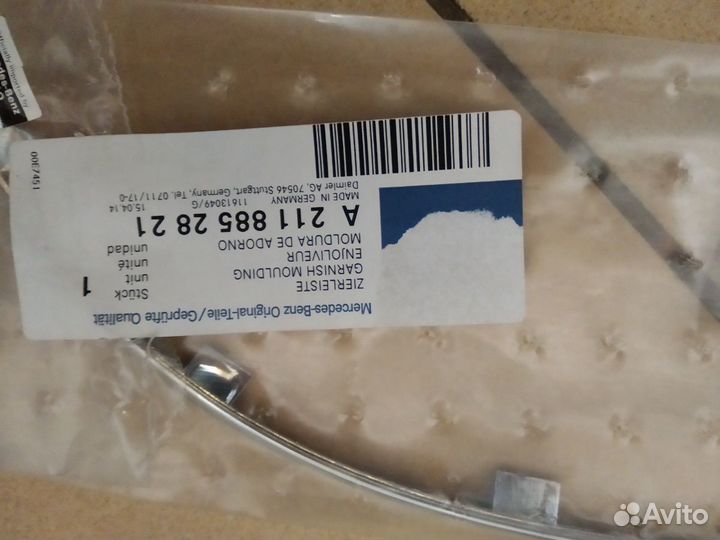 Mercedes-Benz Original-Teile/Geprüfte Qualität
ZIERLEISTE
GARNISH MOULDING
ENJOLIVEUR
MOLDURA DE ADORNO
Stück
unit
unité
unidad
1
A 211 885 28 21
11613049/G
15.04.14
MADE IN GERMANY
Daimler AG, 70546 Stuttgart, Germany, Tel. 0711/17-0
00E7451
Avito